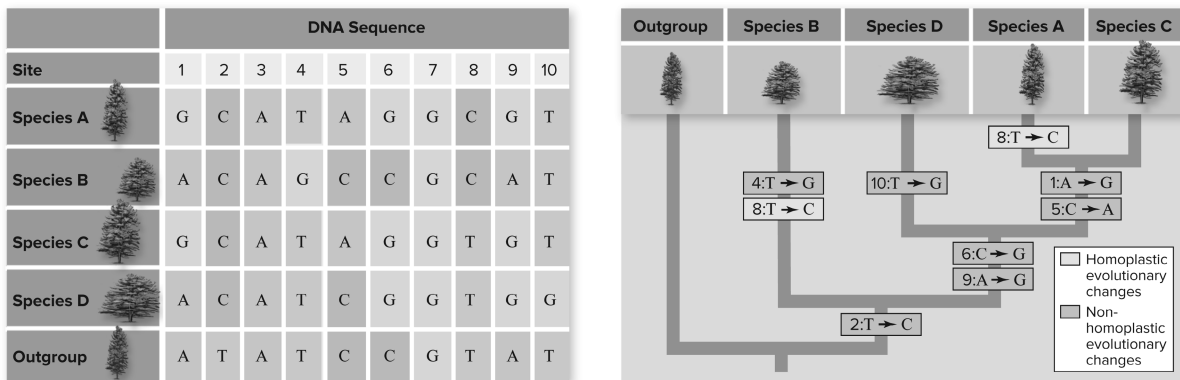 DNA Sequence
Site 1 2 3 4 5 6 7 8 9 10
Species A G C A T A G G C G T
Species B A C A G C C G C A T
Species C G C A T A G G T G T
Species D A C A T C G G T G G
Outgroup A T A T C C G T A T
Outgroup Species B Species D Species A Species C
8:T → C
4:T → G 10:T → G 1:A → G
8:T → C 5:C → A
6:C → G
9:A → G
2:T → C
Homoplastic
evolutionary
changes
Non-
homoplastic
evolutionary
changes